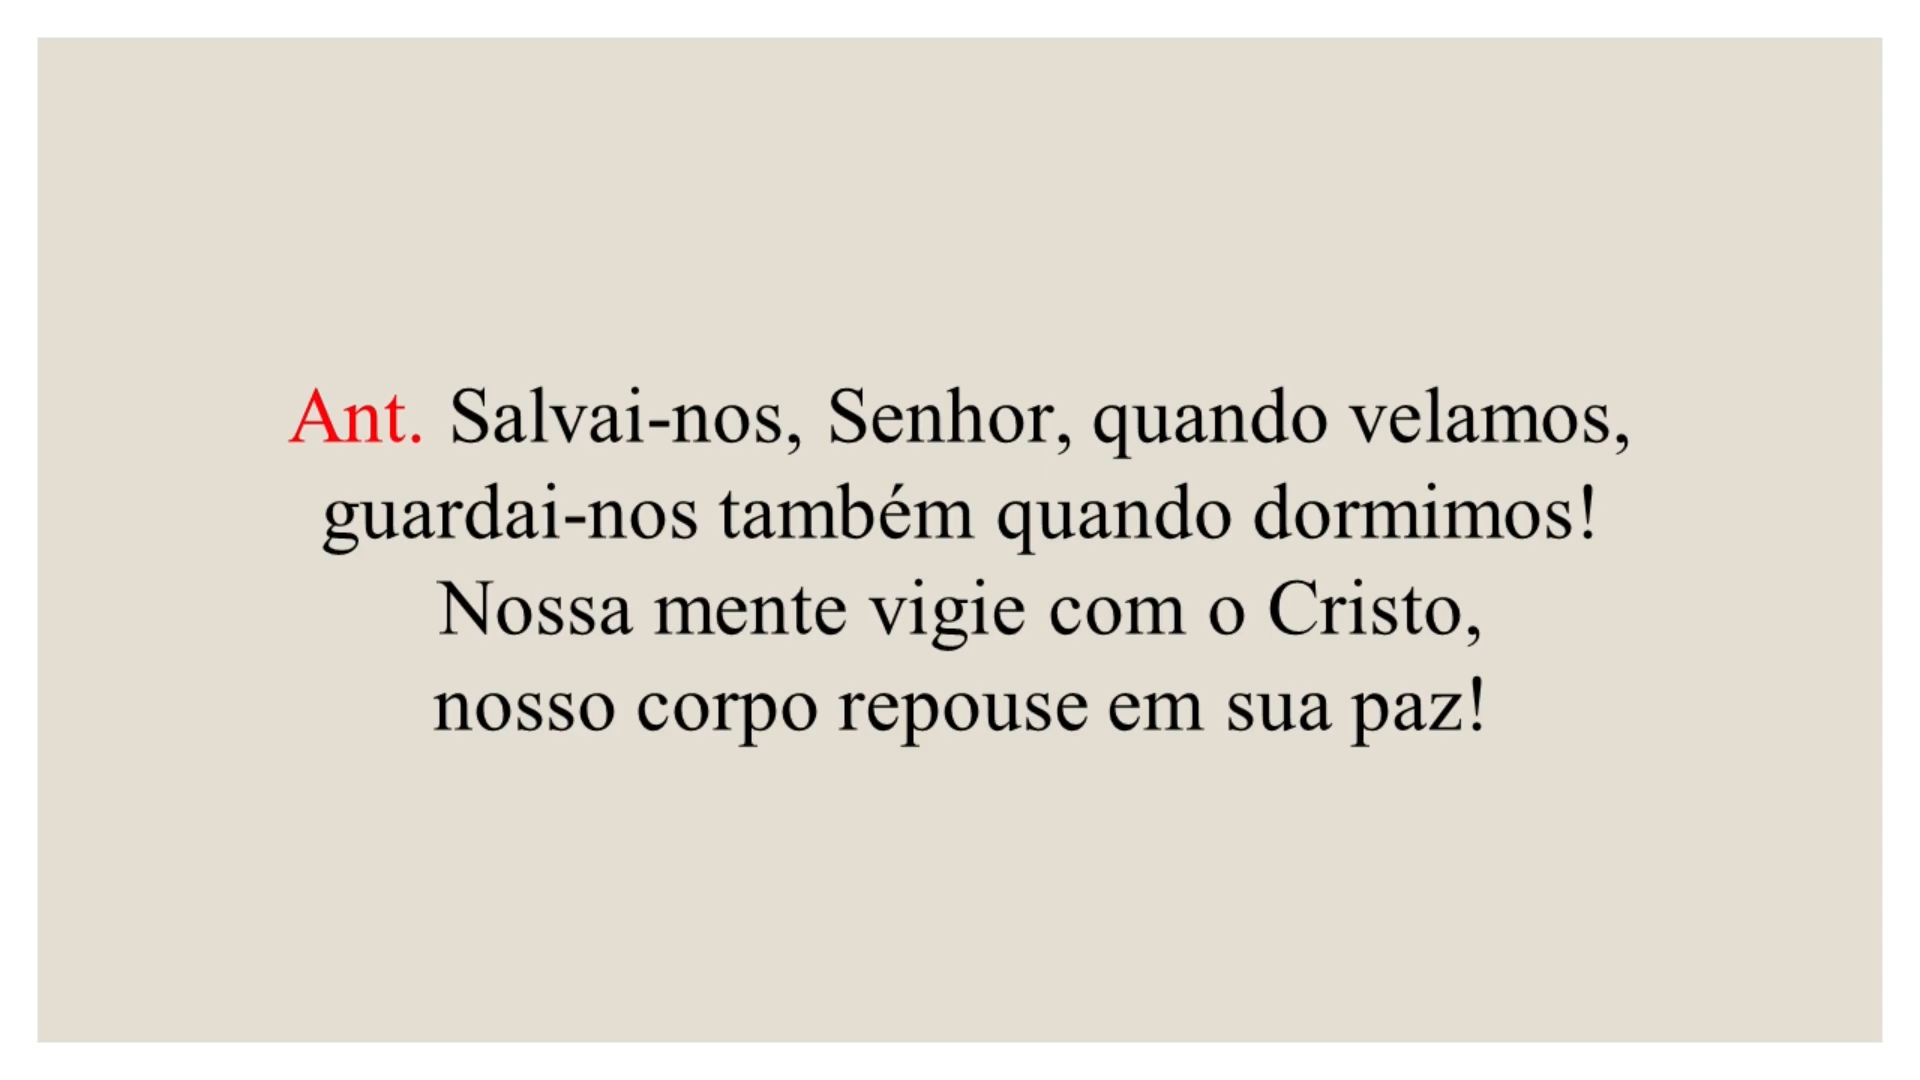 Ant. Salvai-nos, Senhor, quando velamos,
guardai-nos também quando dormimos!
Nossa mente vigie com o Cristo,
nosso corpo repouse em sua paz!